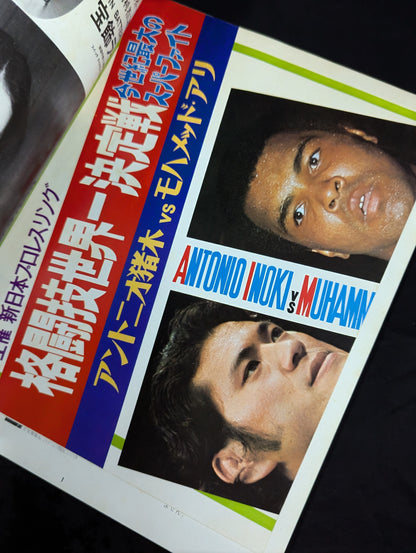 主催 新日本プロレスリング
今世紀最大の
スーパーファイト
格闘技世界一決定戦
アントニオ猪木 vs モハメッド・アリ
ANTONIO INOKI VS MUHAMM
1